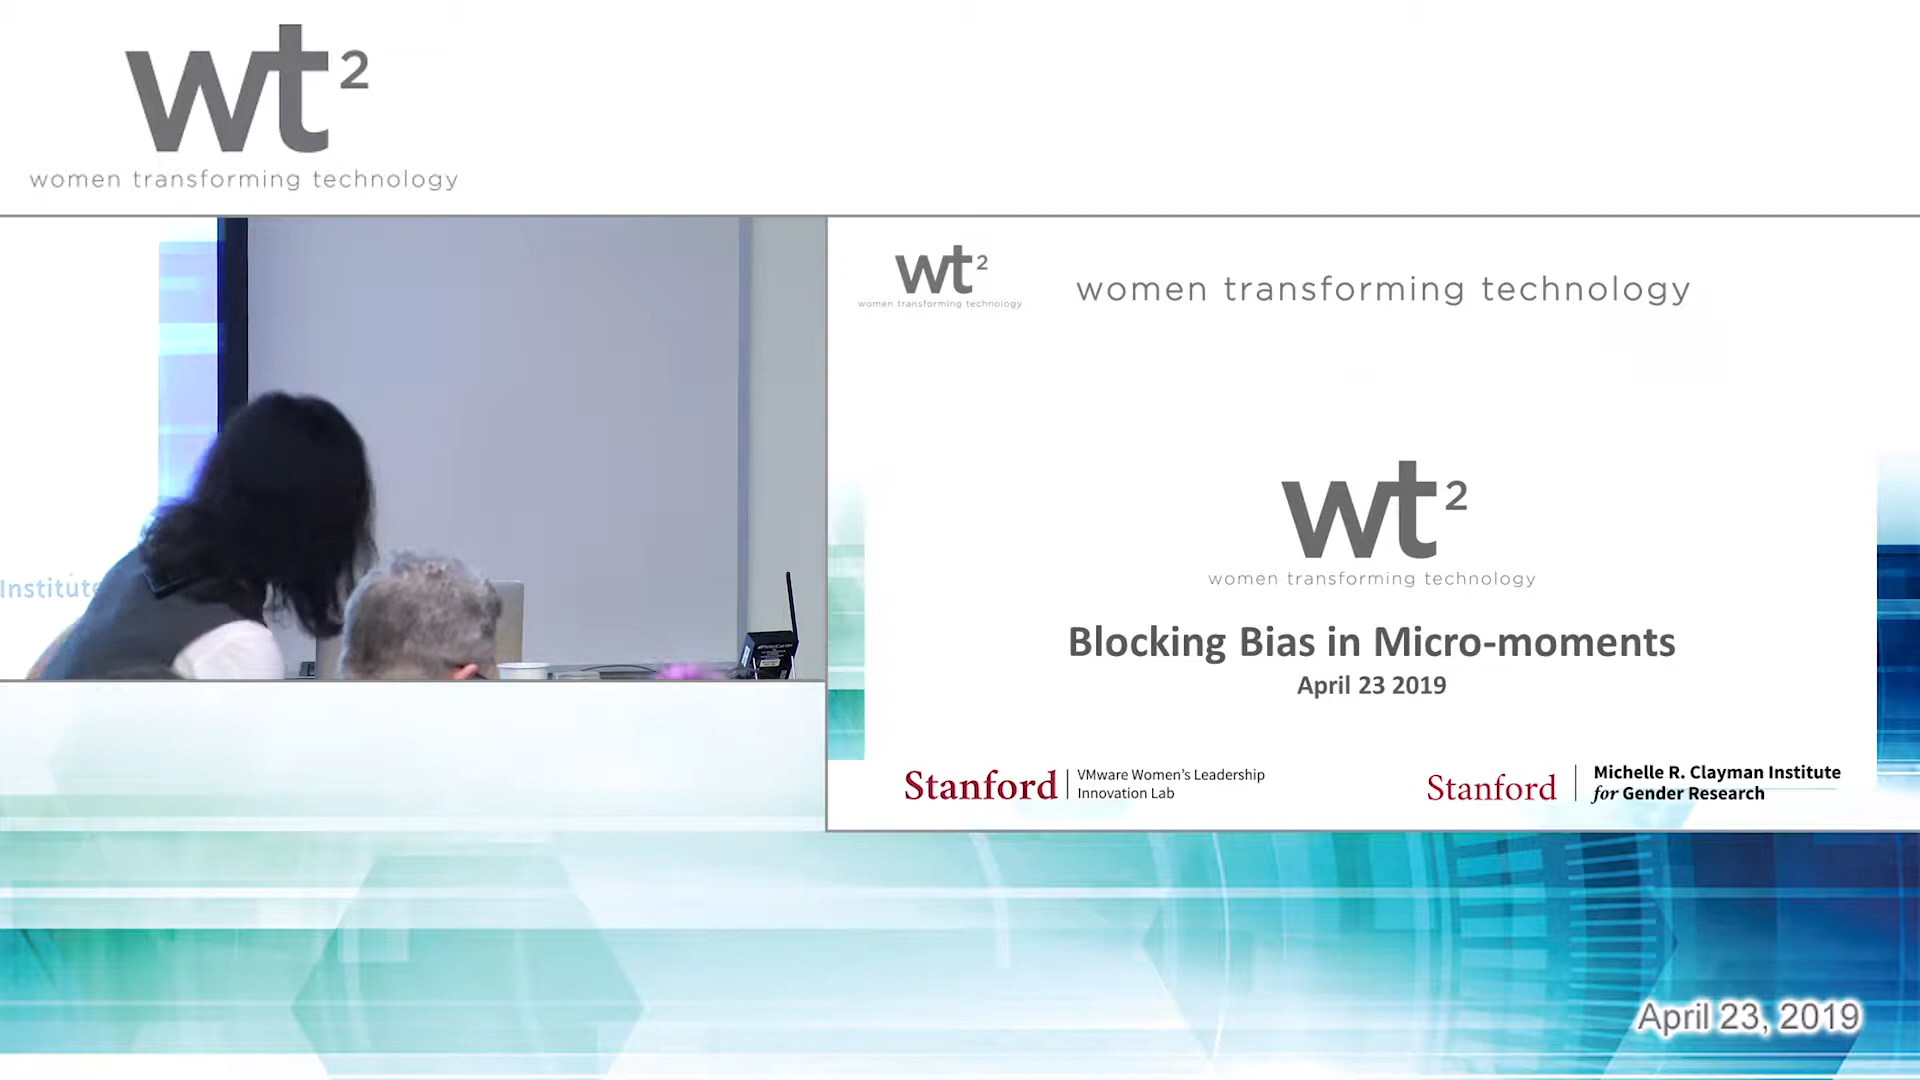 wt2
women transforming technology
Institute
wt2
women transforming technology
women transforming technology
wt2
women transforming technology
Blocking Bias in Micro-moments
April 23 2019
Stanford
VMware Women's Leadership
Innovation Lab
Stanford
Michelle R. Clayman Institute
for Gender Research
April 23, 2019